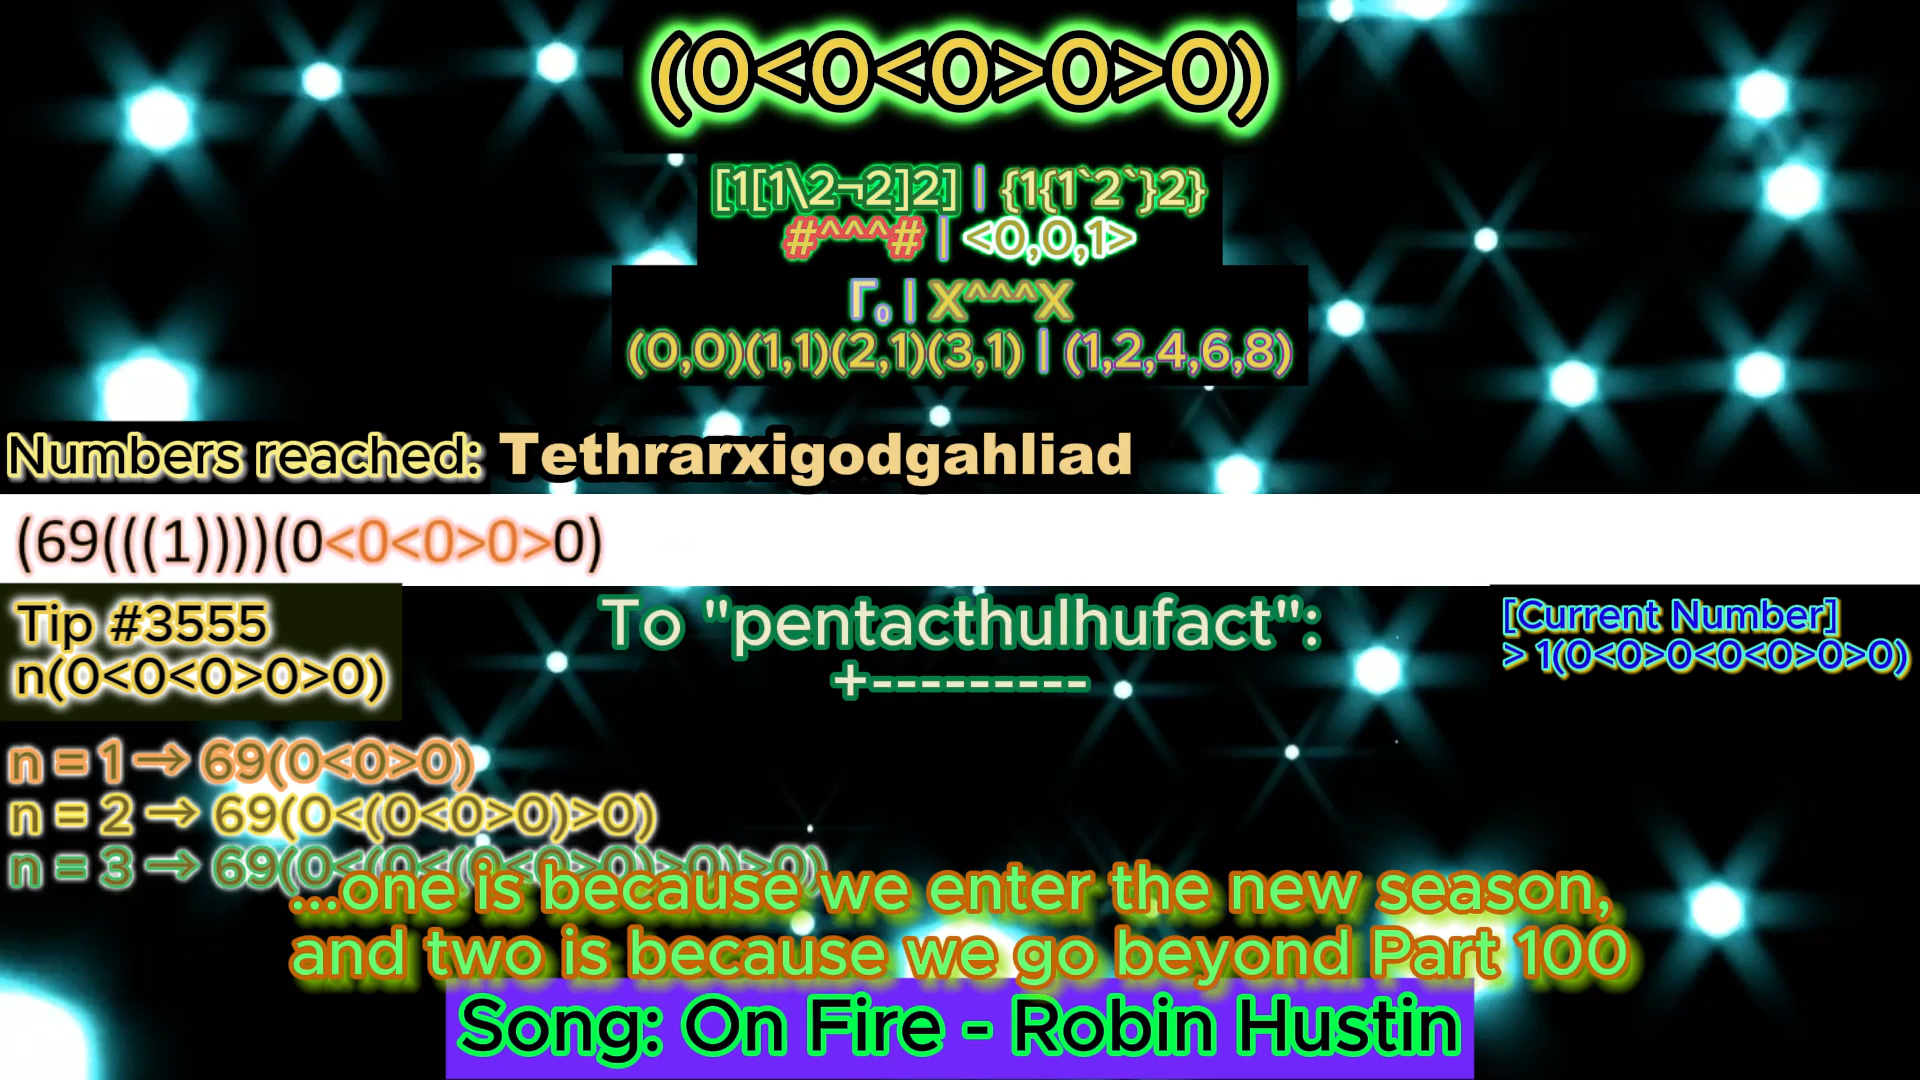 (0<0<0>0>0)
[1[1\2¬2]2] | {1{1`2`}2}
#^^^# | <0,0,1>
Γ₀ | X^^^X
(0,0)(1,1)(2,1)(3,1) | (1,2,4,6,8)
Numbers reached: Tethrarxigodgahliad
(69(((1))))(0<0<0>0>0)
Tip #3555
n(0<0<0>0>0)
To "pentacthulhufact":
+---------
[Current Number]
> 1(0<0>0<0<0>0>0)
n = 1 → 69(0<0>0)
n = 2 → 69(0<(0<0>0)>0)
n = 3 → 69(0<(0<(0<0>0)>0)>0)
...one is because we enter the new season,
and two is because we go beyond Part 100
Song: On Fire - Robin Hustin